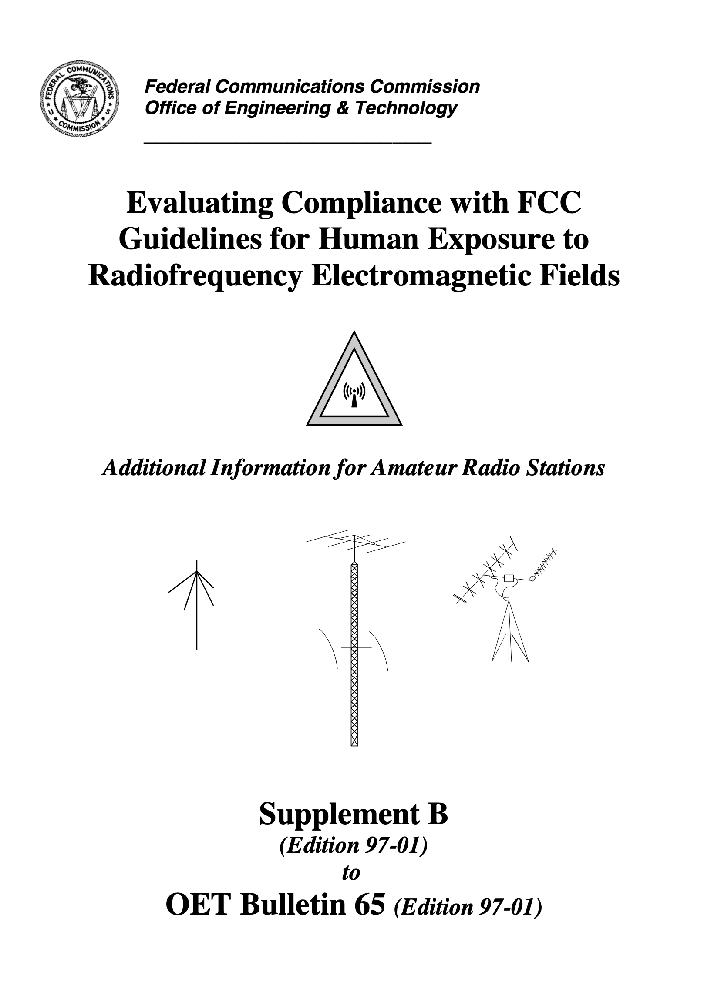 FEDERAL COMMUNICATIONS
U ★ COMMISSION ★ S ★
Federal Communications Commission
Office of Engineering & Technology
Evaluating Compliance with FCC
Guidelines for Human Exposure to
Radiofrequency Electromagnetic Fields
Additional Information for Amateur Radio Stations
Supplement B
(Edition 97-01)
to
OET Bulletin 65 (Edition 97-01)